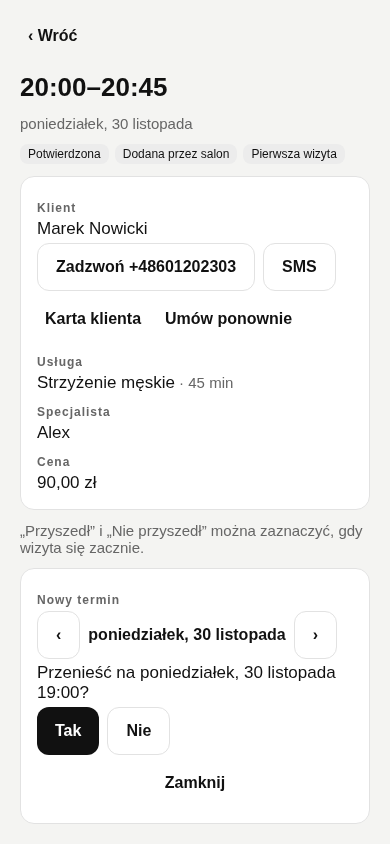 ‹ Wróć
20:00–20:45
poniedziałek, 30 listopada
Potwierdzona Dodana przez salon Pierwsza wizyta
Klient
Marek Nowicki
Zadzwoń +48601202303 SMS
Karta klienta Umów ponownie
Usługa
Strzyżenie męskie · 45 min
Specjalista
Alex
Cena
90,00 zł
„Przyszedł” i „Nie przyszedł” można zaznaczyć, gdy
wizyta się zacznie.
Nowy termin
‹ poniedziałek, 30 listopada ›
Przenieść na poniedziałek, 30 listopada
19:00?
Tak Nie
Zamknij